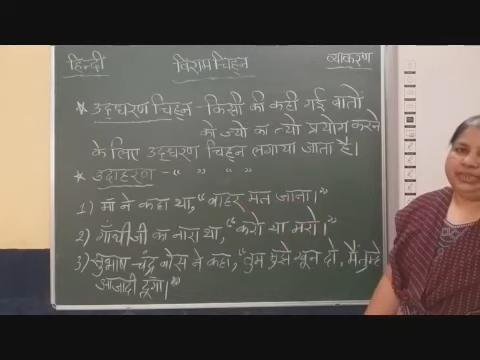 हिन्दी विराम चिह्न व्याकरण
* उद्धरण चिह्न - किसी की कही गई बातों
को ज्यों का त्यों प्रयोग करने
के लिए उद्धरण चिह्न लगाया जाता है।
* उदाहरण - “ ” “ ”
1) माँ ने कहा था, “बाहर मत जाना।”
2) गाँधीजी का नारा था, “करो या मरो।”
3) सुभाष चंद्र बोस ने कहा, “तुम मुझे खून दो, मैं तुम्हे
आजादी दूंगा।”